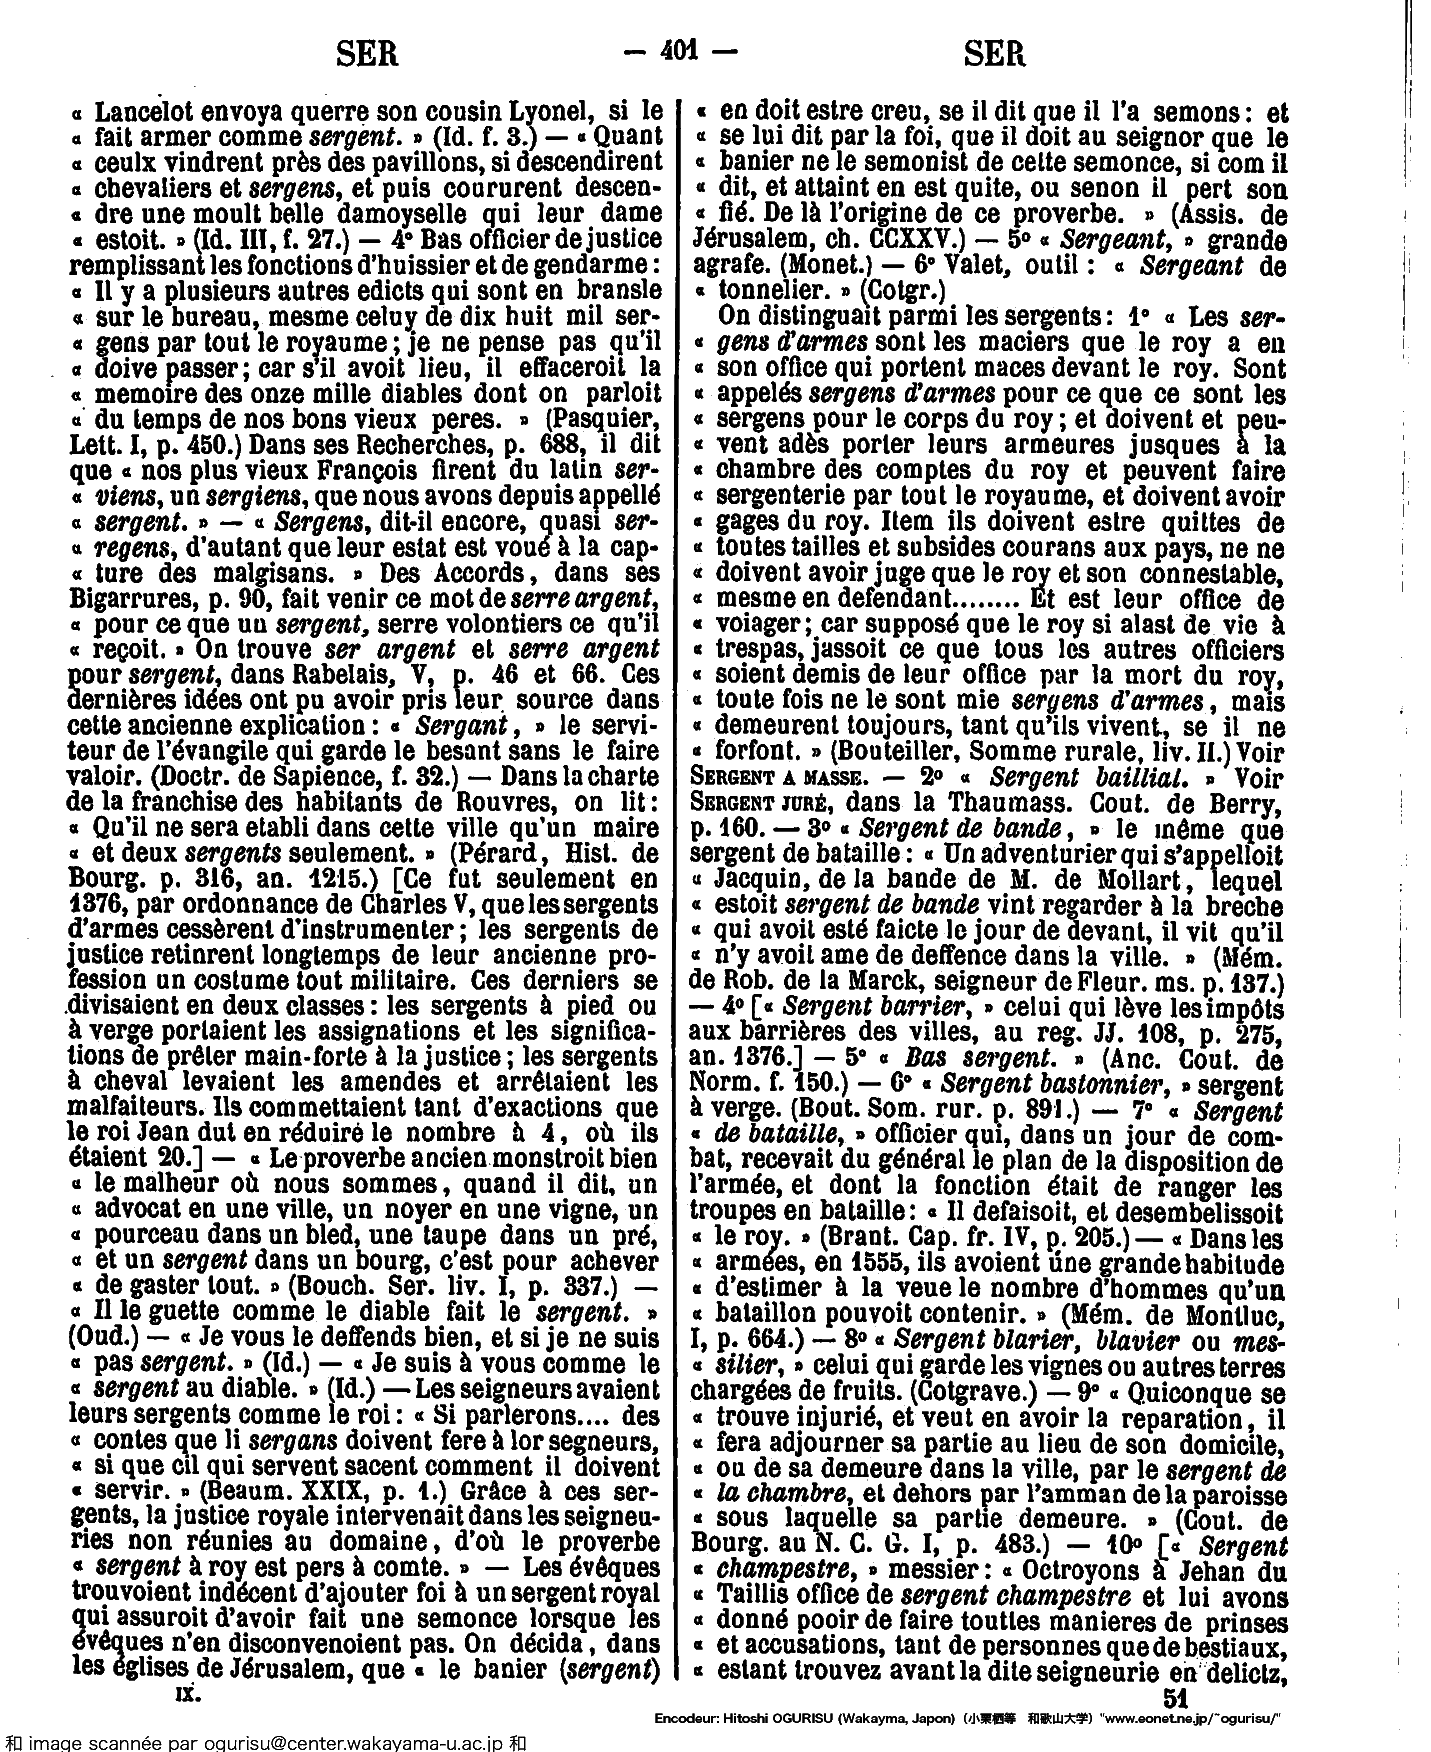 SER — 401 — SER
« Lancelot envoya querre son cousin Lyonel, si le
« fait armer comme sergent. » (Id. f. 3.) — « Quant
« ceulx vindrent près des pavillons, si descendirent
« chevaliers et sergens, et puis coururent descen-
« dre une moult belle damoyselle qui leur dame
« estoit. » (Id. III, f. 27.) — 4° Bas officier de justice
remplissant les fonctions d'huissier et de gendarme :
« Il y a plusieurs autres edicts qui sont en bransle
« sur le bureau, mesme celuy de dix huit mil ser-
« gens par tout le royaume ; je ne pense pas qu'il
« doive passer ; car s'il avoit lieu, il effaceroit la
« memoire des onze mille diables dont on parloit
« du temps de nos bons vieux peres. » (Pasquier,
Lett. I, p. 450.) Dans ses Recherches, p. 688, il dit
que « nos plus vieux François firent du latin ser-
« viens, un sergiens, que nous avons depuis appellé
« sergent. » — « Sergens, dit-il encore, quasi ser-
« regens, d'autant que leur estat est voué à la cap-
« ture des malgisans. » Des Accords, dans ses
Bigarrures, p. 90, fait venir ce mot de serre argent,
« pour ce que un sergent, serre volontiers ce qu'il
« reçoit. » On trouve ser argent et serre argent
pour sergent, dans Rabelais, V, p. 46 et 66. Ces
dernières idées ont pu avoir pris leur source dans
cette ancienne explication : « Sergant, » le servi-
teur de l'évangile qui garde le besant sans le faire
valoir. (Doctr. de Sapience, f. 32.) — Dans la charte
de la franchise des habitants de Rouvres, on lit :
« Qu'il ne sera etabli dans cette ville qu'un maire
« et deux sergents seulement. » (Pérard, Hist. de
Bourg. p. 316, an. 1215.) [Ce fut seulement en
1376, par ordonnance de Charles V, que les sergents
d'armes cessèrent d'instrumenter ; les sergents de
justice retinrent longtemps de leur ancienne pro-
fession un costume tout militaire. Ces derniers se
divisaient en deux classes : les sergents à pied ou
à verge portaient les assignations et les significa-
tions de prêter main-forte à la justice ; les sergents
à cheval levaient les amendes et arrêtaient les
malfaiteurs. Ils commettaient tant d'exactions que
le roi Jean dut en réduire le nombre à 4, où ils
étaient 20.] — « Le proverbe ancien monstroit bien
« le malheur où nous sommes, quand il dit, un
« advocat en une ville, un noyer en une vigne, un
« pourceau dans un bled, une taupe dans un pré,
« et un sergent dans un bourg, c'est pour achever
« de gaster tout. » (Bouch. Ser. liv. I, p. 337.) —
« Il le guette comme le diable fait le sergent. »
(Oud.) — « Je vous le deffends bien, et si je ne suis
« pas sergent. » (Id.) — « Je suis à vous comme le
« sergent au diable. » (Id.) — Les seigneurs avaient
leurs sergents comme le roi : « Si parlerons.... des
« contes que li sergans doivent fere à lor segneurs,
« si que cil qui servent sacent comment il doivent
« servir. » (Beaum. XXIX, p. 1.) Grâce à ces ser-
gents, la justice royale intervenait dans les seigneu-
ries non réunies au domaine, d'où le proverbe
« sergent à roy est pers à comte. » — Les évêques
trouvoient indécent d'ajouter foi à un sergent royal
qui assuroit d'avoir fait une semonce lorsque les
évêques n'en disconvenoient pas. On décida, dans
les églises de Jérusalem, que « le banier (sergent)
IX.
« en doit estre creu, se il dit que il l'a semons : et
« se lui dit par la foi, que il doit au seignor que le
« banier ne le semonist de cette semonce, si com il
« dit, et attaint en est quite, ou senon il pert son
« fié. De là l'origine de ce proverbe. » (Assis. de
Jérusalem, ch. CCXXV.) — 5° « Sergeant, » grande
agrafe. (Monet.) — 6° Valet, outil : « Sergeant de
« tonnelier. » (Cotgr.)
On distinguait parmi les sergents : 1° « Les ser-
« gens d'armes sont les maciers que le roy a en
« son office qui portent maces devant le roy. Sont
« appelés sergens d'armes pour ce que ce sont les
« sergens pour le corps du roy ; et doivent et peu-
« vent adès porter leurs armeures jusques à la
« chambre des comptes du roy et peuvent faire
« sergenterie par tout le royaume, et doivent avoir
« gages du roy. Item ils doivent estre quittes de
« toutes tailles et subsides courans aux pays, ne ne
« doivent avoir juge que le roy et son connestable,
« mesme en defendant........ Et est leur office de
« voiager ; car supposé que le roy si alast de vie à
« trespas, jassoit ce que tous les autres officiers
« soient demis de leur office par la mort du roy,
« toute fois ne le sont mie sergens d'armes, mais
« demeurent toujours, tant qu'ils vivent, se il ne
« forfont. » (Bouteiller, Somme rurale, liv. II.) Voir
SERGENT A MASSE. — 2° « Sergent baillial. » Voir
SERGENT JURÉ, dans la Thaumass. Cout. de Berry,
p. 160. — 3° « Sergent de bande, » le même que
sergent de bataille : « Un adventurier qui s'appelloit
« Jacquin, de la bande de M. de Mollart, lequel
« estoit sergent de bande vint regarder à la breche
« qui avoit esté faicte le jour de devant, il vit qu'il
« n'y avoit ame de deffence dans la ville. » (Mém.
de Rob. de la Marck, seigneur de Fleur. ms. p. 137.)
— 4° [« Sergent barrier, » celui qui lève les impôts
aux barrières des villes, au reg. JJ. 108, p. 275,
an. 1376.] — 5° « Bas sergent. » (Anc. Cout. de
Norm. f. 150.) — 6° « Sergent bastonnier, » sergent
à verge. (Bout. Som. rur. p. 891.) — 7° « Sergent
« de bataille, » officier qui, dans un jour de com-
bat, recevait du général le plan de la disposition de
l'armée, et dont la fonction était de ranger les
troupes en bataille : « Il defaisoit, et desembelissoit
« le roy. » (Brant. Cap. fr. IV, p. 205.) — « Dans les
« armées, en 1555, ils avoient une grande habitude
« d'estimer à la veue le nombre d'hommes qu'un
« bataillon pouvoit contenir. » (Mém. de Montluc,
I, p. 664.) — 8° « Sergent blarier, blavier ou mes-
« silier, » celui qui garde les vignes ou autres terres
chargées de fruits. (Cotgrave.) — 9° « Quiconque se
« trouve injurié, et veut en avoir la reparation, il
« fera adjourner sa partie au lieu de son domicile,
« ou de sa demeure dans la ville, par le sergent de
« la chambre, et dehors par l'amman de la paroisse
« sous laquelle sa partie demeure. » (Cout. de
Bourg. au N. C. G. I, p. 483.) — 10° [« Sergent
« champestre, » messier : « Octroyons à Jehan du
« Taillis office de sergent champestre et lui avons
« donné pooir de faire touttes manieres de prinses
« et accusations, tant de personnes que de bestiaux,
« estant trouvez avant la dite seigneurie en delictz,
51
Encodeur: Hitoshi OGURISU (Wakayma, Japon) (小栗栖等 和歌山大学) "www.eonet.ne.jp/~ogurisu/"
和 image scannée par ogurisu@center.wakayama-u.ac.jp 和